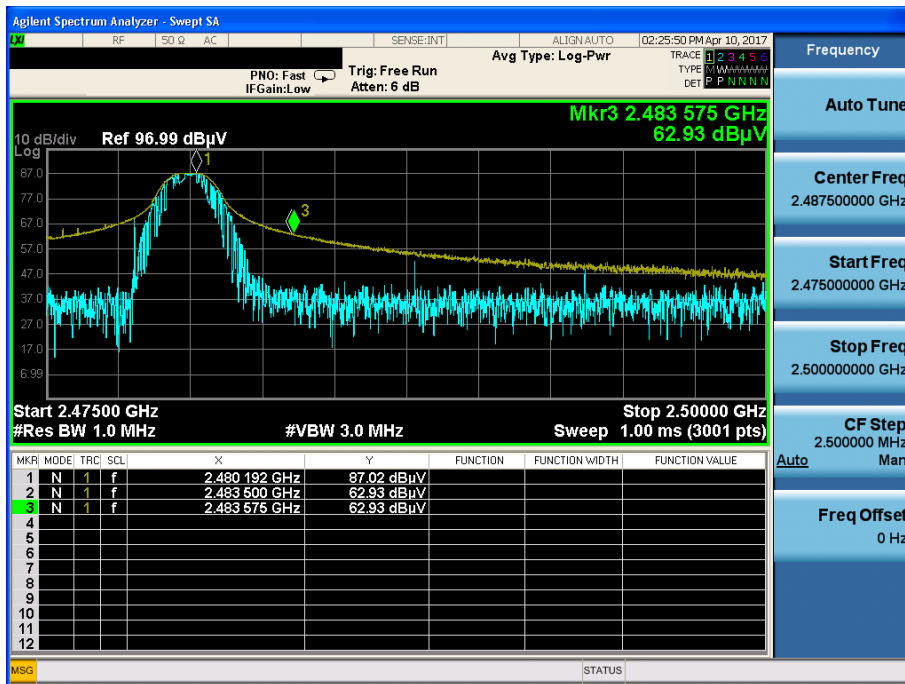 Agilent Spectrum Analyzer - Swept SA
LXI RF 50 Ω AC SENSE:INT ALIGN AUTO 02:25:50 PM Apr 10, 2017
Frequency
Avg Type: Log-Pwr
TRACE 1 2 3 4 5 6
PNO: Fast Trig: Free Run
TYPE M W W W W W
IFGain:Low Atten: 6 dB
DET P P N N N N
Auto Tune
Mkr3 2.483 575 GHz
62.93 dBµV
10 dB/div Ref 96.99 dBµV
Log
87.0
77.0
67.0
57.0
47.0
37.0
27.0
17.0
6.99
1
3
Center Freq
2.487500000 GHz
Start Freq
2.475000000 GHz
Stop Freq
2.500000000 GHz
Start 2.47500 GHz Stop 2.50000 GHz
#Res BW 1.0 MHz #VBW 3.0 MHz Sweep 1.00 ms (3001 pts)
CF Step
2.500000 MHz
Auto Man
MKR MODE TRC SCL X Y FUNCTION FUNCTION WIDTH FUNCTION VALUE
1 N 1 f 2.480 192 GHz 87.02 dBµV
2 N 1 f 2.483 500 GHz 62.93 dBµV
3 N 1 f 2.483 575 GHz 62.93 dBµV
4
5
6
7
8
9
10
11
12
Freq Offset
0 Hz
MSG STATUS